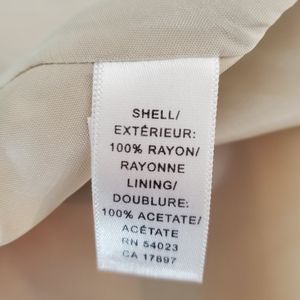 SHELL/
EXTÉRIEUR:
100% RAYON/
RAYONNE
LINING/
DOUBLURE:
100% ACETATE/
ACÉTATE
RN 54023
CA 17897